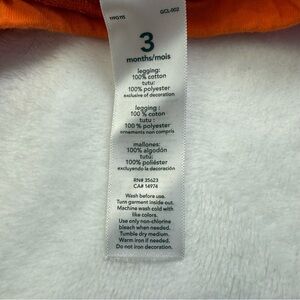 119G115 GCL-002
3
months/mois
legging:
100% cotton
tutu:
100% polyester
exclusive of decoration
legging :
100 % coton
tutu :
100 % polyester
ornements non compris
mallones:
100% algodón
tutu:
100% poliéster
excluyendo la decoración
RN# 35623
CA# 14974
Wash before use.
Turn garment inside out.
Machine wash cold with
like colors.
Use only non-chlorine
bleach when needed.
Tumble dry medium.
Warm iron if needed.
Do not iron decoration.